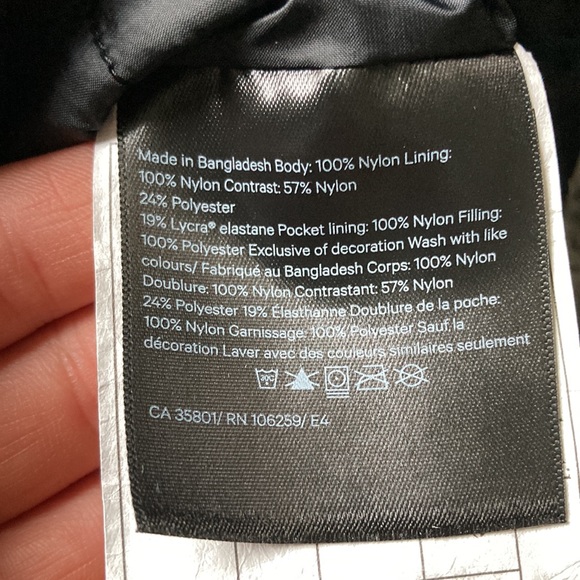 Made in Bangladesh Body: 100% Nylon Lining:
100% Nylon Contrast: 57% Nylon
24% Polyester
19% Lycra® elastane Pocket lining: 100% Nylon Filling:
100% Polyester Exclusive of decoration Wash with like
colours/ Fabriqué au Bangladesh Corps: 100% Nylon
Doublure: 100% Nylon Contrastant: 57% Nylon
24% Polyester 19% Élasthanne Doublure de la poche:
100% Nylon Garnissage: 100% Polyester Sauf la
décoration Laver avec des couleurs similaires seulement
CA 35801/ RN 106259/ E4